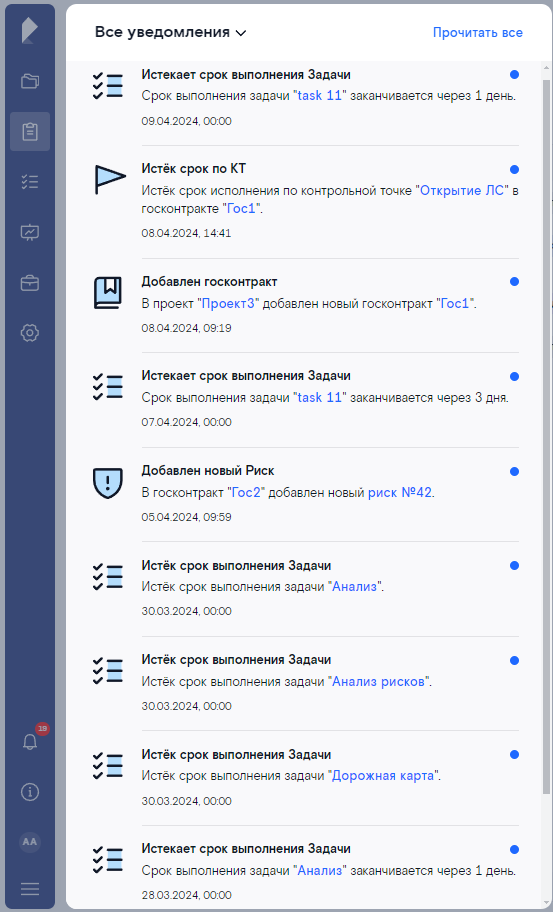 Все уведомления
Прочитать все
Истекает срок выполнения Задачи
Срок выполнения задачи "task 11" заканчивается через 1 день.
09.04.2024, 00:00
Истёк срок по КТ
Истёк срок исполнения по контрольной точке "Открытие ЛС" в
госконтракте "Гос1".
08.04.2024, 14:41
Добавлен госконтракт
В проект "Проект3" добавлен новый госконтракт "Гос1".
08.04.2024, 09:19
Истекает срок выполнения Задачи
Срок выполнения задачи "task 11" заканчивается через 3 дня.
07.04.2024, 00:00
Добавлен новый Риск
В госконтракт "Гос2" добавлен новый риск №42.
05.04.2024, 09:59
Истёк срок выполнения Задачи
Истёк срок выполнения задачи "Анализ".
30.03.2024, 00:00
Истёк срок выполнения Задачи
Истёк срок выполнения задачи "Анализ рисков".
30.03.2024, 00:00
Истёк срок выполнения Задачи
Истёк срок выполнения задачи "Дорожная карта".
30.03.2024, 00:00
Истекает срок выполнения Задачи
Срок выполнения задачи "Анализ" заканчивается через 1 день.
28.03.2024, 00:00
19
АА